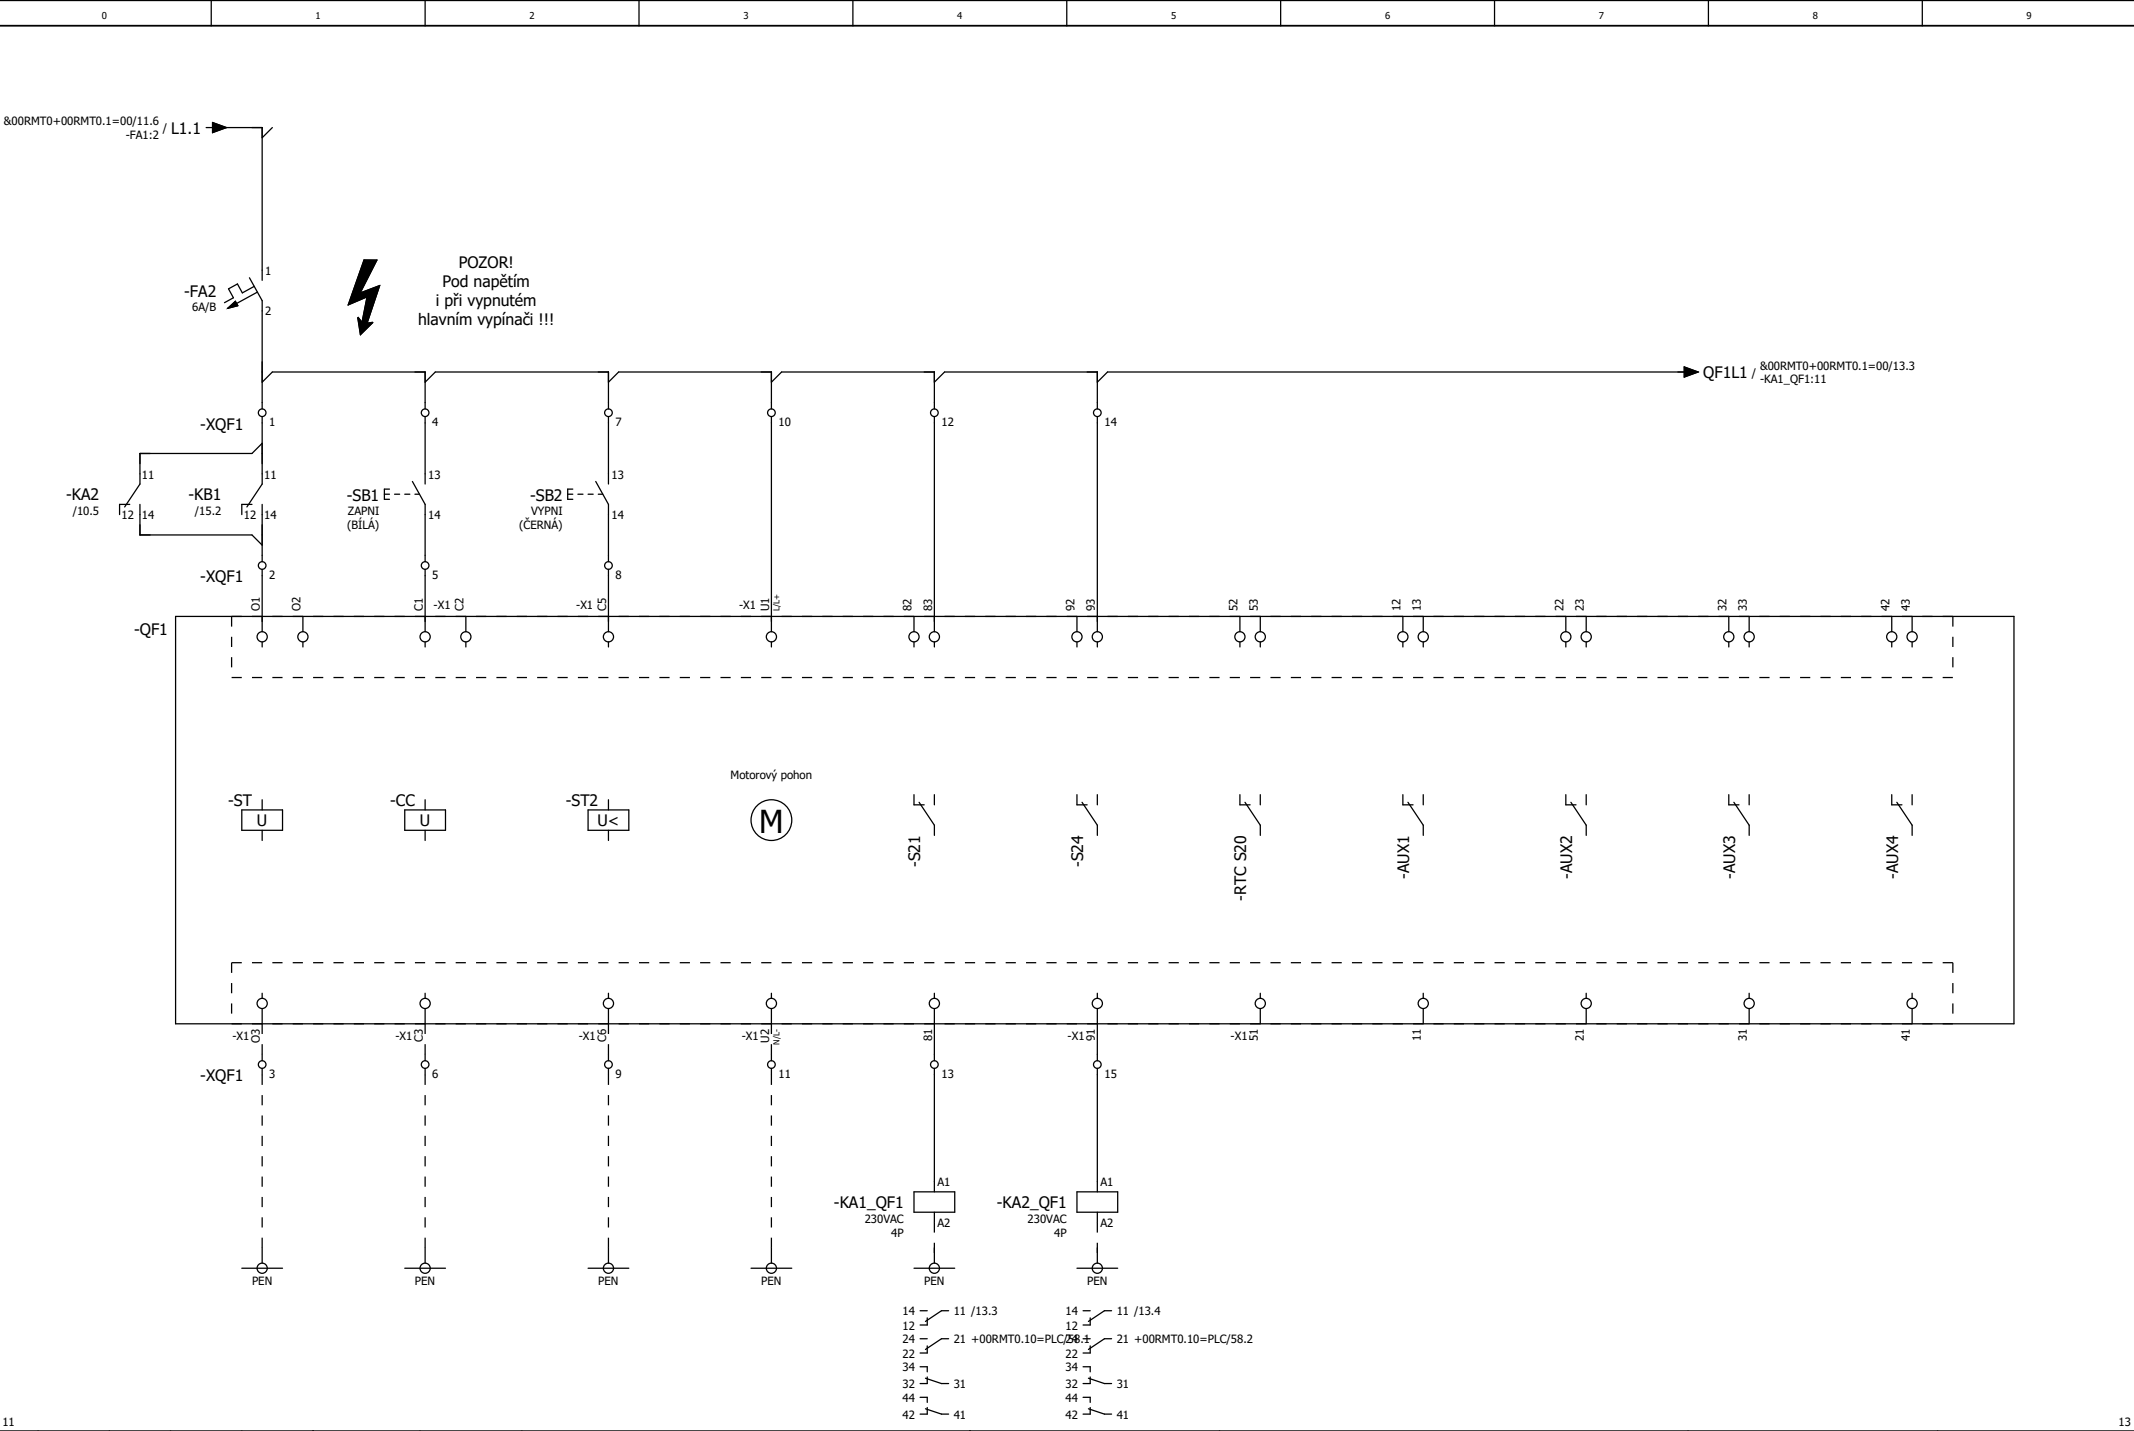 0 1 2 3 4 5 6 7 8 9
&00RMT0+00RMT0.1=00/11.6
-FA1:2
/ L1.1
-FA2
6A/B
1
2
POZOR!
Pod napětím
i při vypnutém
hlavním vypínači !!!
QF1L1 /
&00RMT0+00RMT0.1=00/13.3
-KA1_QF1:11
-XQF1 1 4 7 10 12 14
11 11 13 13
-KA2
/10.5
12 14
-KB1
/15.2
12 14
-SB1 E
ZAPNI
(BÍLÁ)
14
-SB2 E
VYPNI
(ČERNÁ)
14
-XQF1 2 5 8
O1 O2 C1 -X1 C2 -X1 C5 -X1 U1 L/L+ 82 83 92 93 52 53 12 13 22 23 32 33 42 43
-QF1
Motorový pohon
-ST
U
-CC
U
-ST2
U<
M
-S21
-S24
-RTC S20
-AUX1
-AUX2
-AUX3
-AUX4
-X1 O3 -X1 C3 -X1 C6 -X1 U2 N/L- 81 -X1 91 -X1 51 11 21 31 41
-XQF1 3 6 9 11 13 15
-KA1_QF1
230VAC
4P
A1
A2
-KA2_QF1
230VAC
4P
A1
A2
PEN PEN PEN PEN PEN PEN
14 11 /13.3
12
24 21 +00RMT0.10=PLC/58.1
22
34
32 31
44
42 41
14 11 /13.4
12
24 21 +00RMT0.10=PLC/58.2
22
34
32 31
44
42 41
11
13